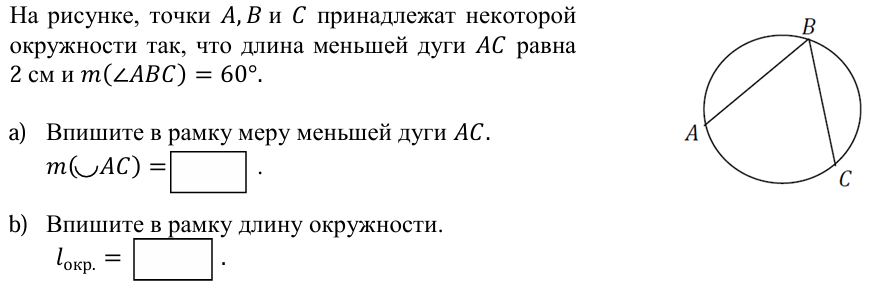 На рисунке, точки A, B и C принадлежат некоторой
окружности так, что длина меньшей дуги AC равна
2 см и m(∠ABC) = 60°.
a) Впишите в рамку меру меньшей дуги AC.
m(◡AC) = .
b) Впишите в рамку длину окружности.
lокр. = .
B
A
C